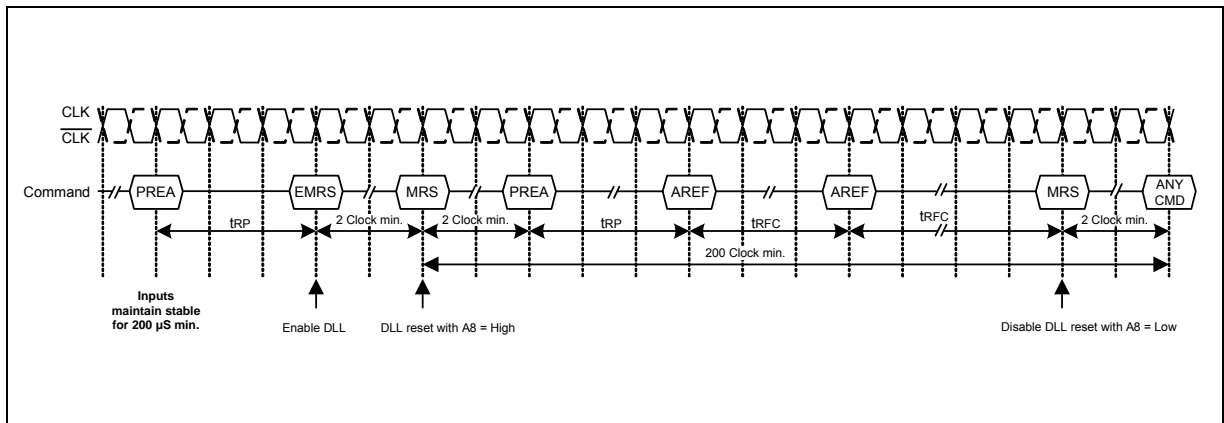 CLK
CLK
Command
PREA
EMRS
MRS
PREA
AREF
AREF
MRS
ANY
CMD
tRP
2 Clock min.
2 Clock min.
tRP
tRFC
tRFC
2 Clock min.
200 Clock min.
Inputs
maintain stable
for 200 µS min.
Enable DLL
DLL reset with A8 = High
Disable DLL reset with A8 = Low